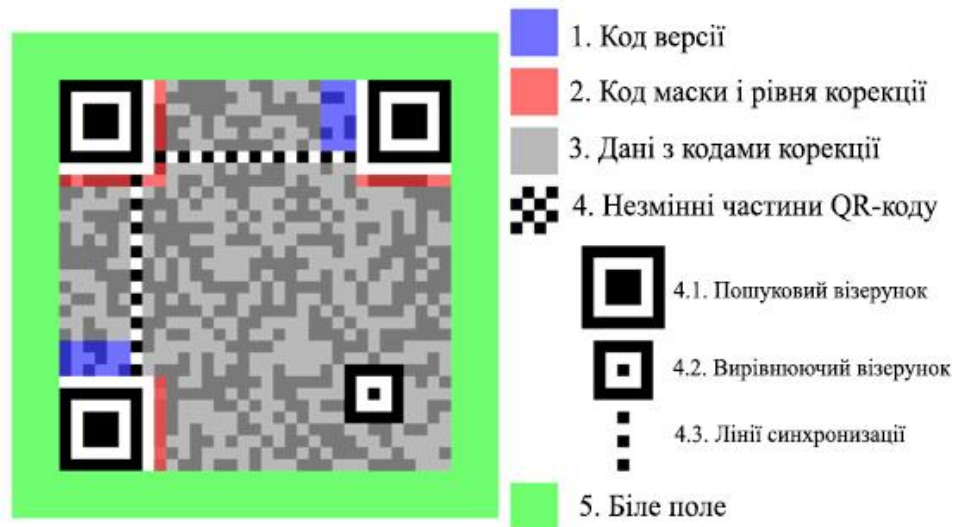 1. Код версії
2. Код маски і рівня корекції
3. Дані з кодами корекції
4. Незмінні частини QR-коду
4.1. Пошуковий візерунок
4.2. Вирівнюючий візерунок
4.3. Лінії синхронизації
5. Біле поле